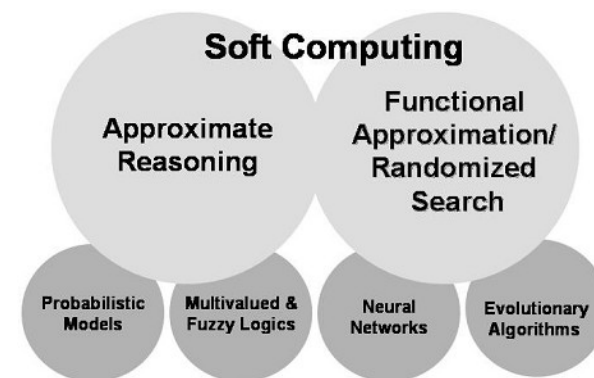 Soft Computing
Approximate
Reasoning
Functional
Approximation/
Randomized
Search
Probabilistic
Models
Multivalued &
Fuzzy Logics
Neural
Networks
Evolutionary
Algorithms